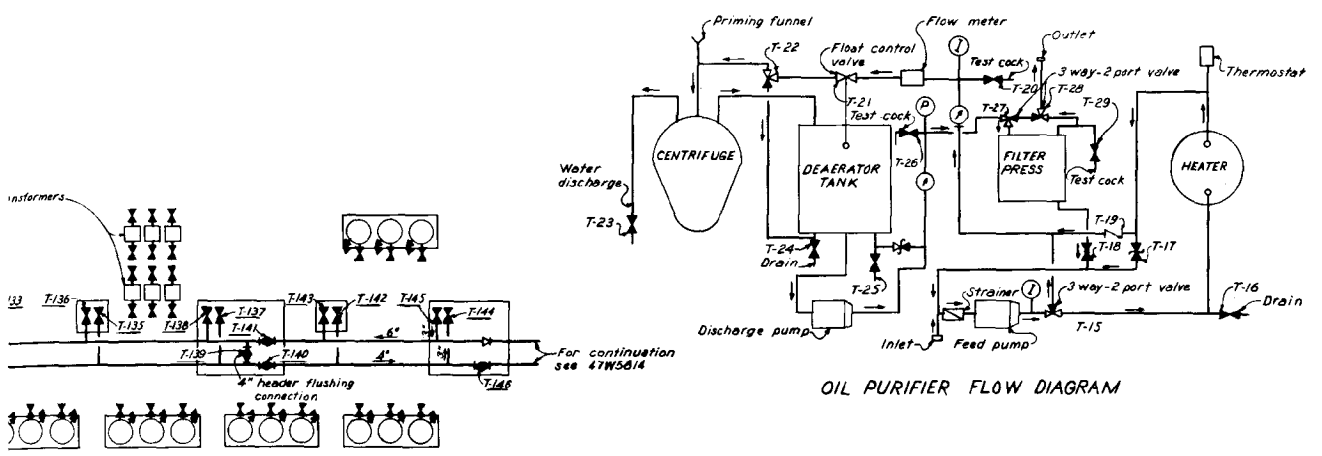 Priming funnel
Flow meter
T-22
Float control
valve
I
Outlet
Test cock
T-20
3 way-2 port valve
T-28
Thermostat
T-21
P
T-27
T-29
Test cock
T-26
CENTRIFUGE
DEAERATOR
TANK
FILTER
PRESS
HEATER
Test cock
Water
discharge
T-23
T-24
Drain
T-25
T-19
T-18
T-17
Strainer
I
3 way-2 port valve
T-16
Drain
T-15
Discharge pump
Inlet
Feed pump
OIL PURIFIER FLOW DIAGRAM
nsformers
133
T-136
T-135
T-138
T-137
T-141
T-139
T-140
4" header flushing
connection
T-143
T-142
6"
4"
T-145
T-144
T-146
For continuation
see 47W5814